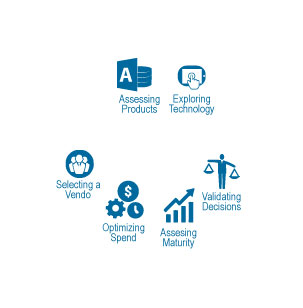 A
Assessing
Products
Exploring
Technology
Selecting a
Vendo
$
Optimizing
Spend
Assesing
Maturity
Validating
Decisions